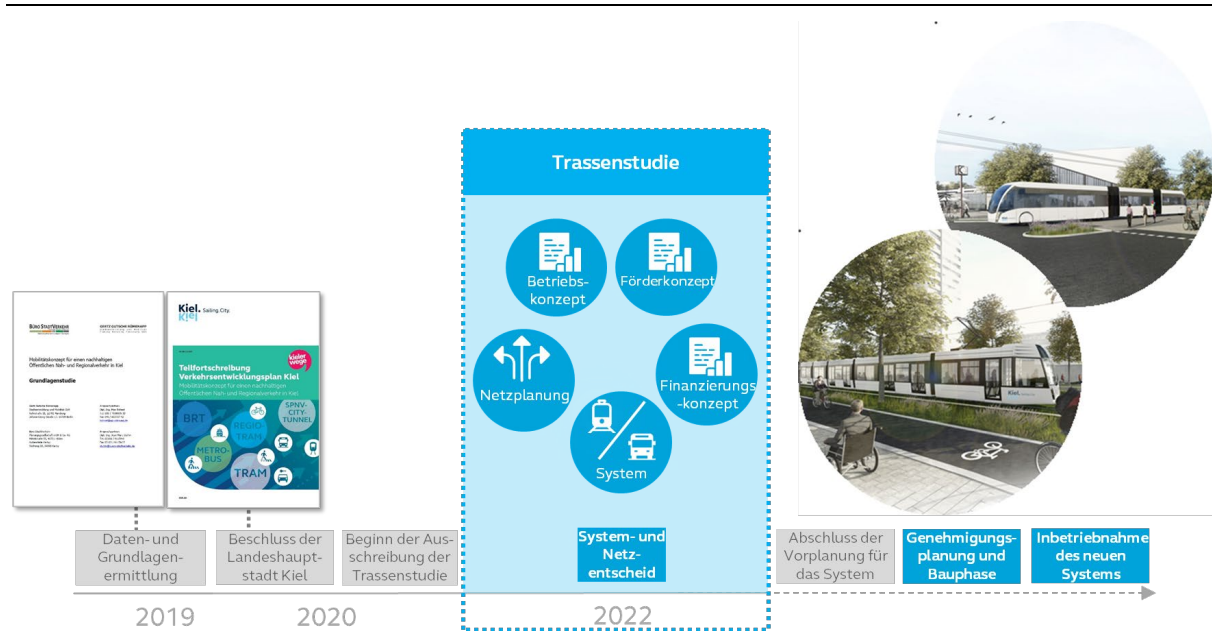 Trassenstudie
Betriebs-
konzept
Förderkonzept
Netzplanung
Finanzierungs
-konzept
System
BÜRO STADTVERKEHR
Mobilitätskonzept für einen nachhaltigen
Öffentlichen Nah- und Regionalverkehr in Kiel
Grundlagenstudie
Kiel. Sailing.City.
Kiel
kieler
wege
Teilfortschreibung
Verkehrsentwicklungsplan Kiel
Mobilitätskonzept für einen nachhaltigen
Öffentlichen Nah- und Regionalverkehr in Kiel
BRT
REGIO-
TRAM
SPNV-
CITY-
TUNNEL
METRO-
BUS
TRAM
Kiel.
Daten- und
Grundlagen-
ermittlung
Beschluss der
Landeshaupt-
stadt Kiel
Beginn der Aus-
schreibung der
Trassenstudie
System- und
Netz-
entscheid
Abschluss der
Vorplanung für
das System
Genehmigungs-
planung und
Bauphase
Inbetriebnahme
des neuen
Systems
2019
2020
2022